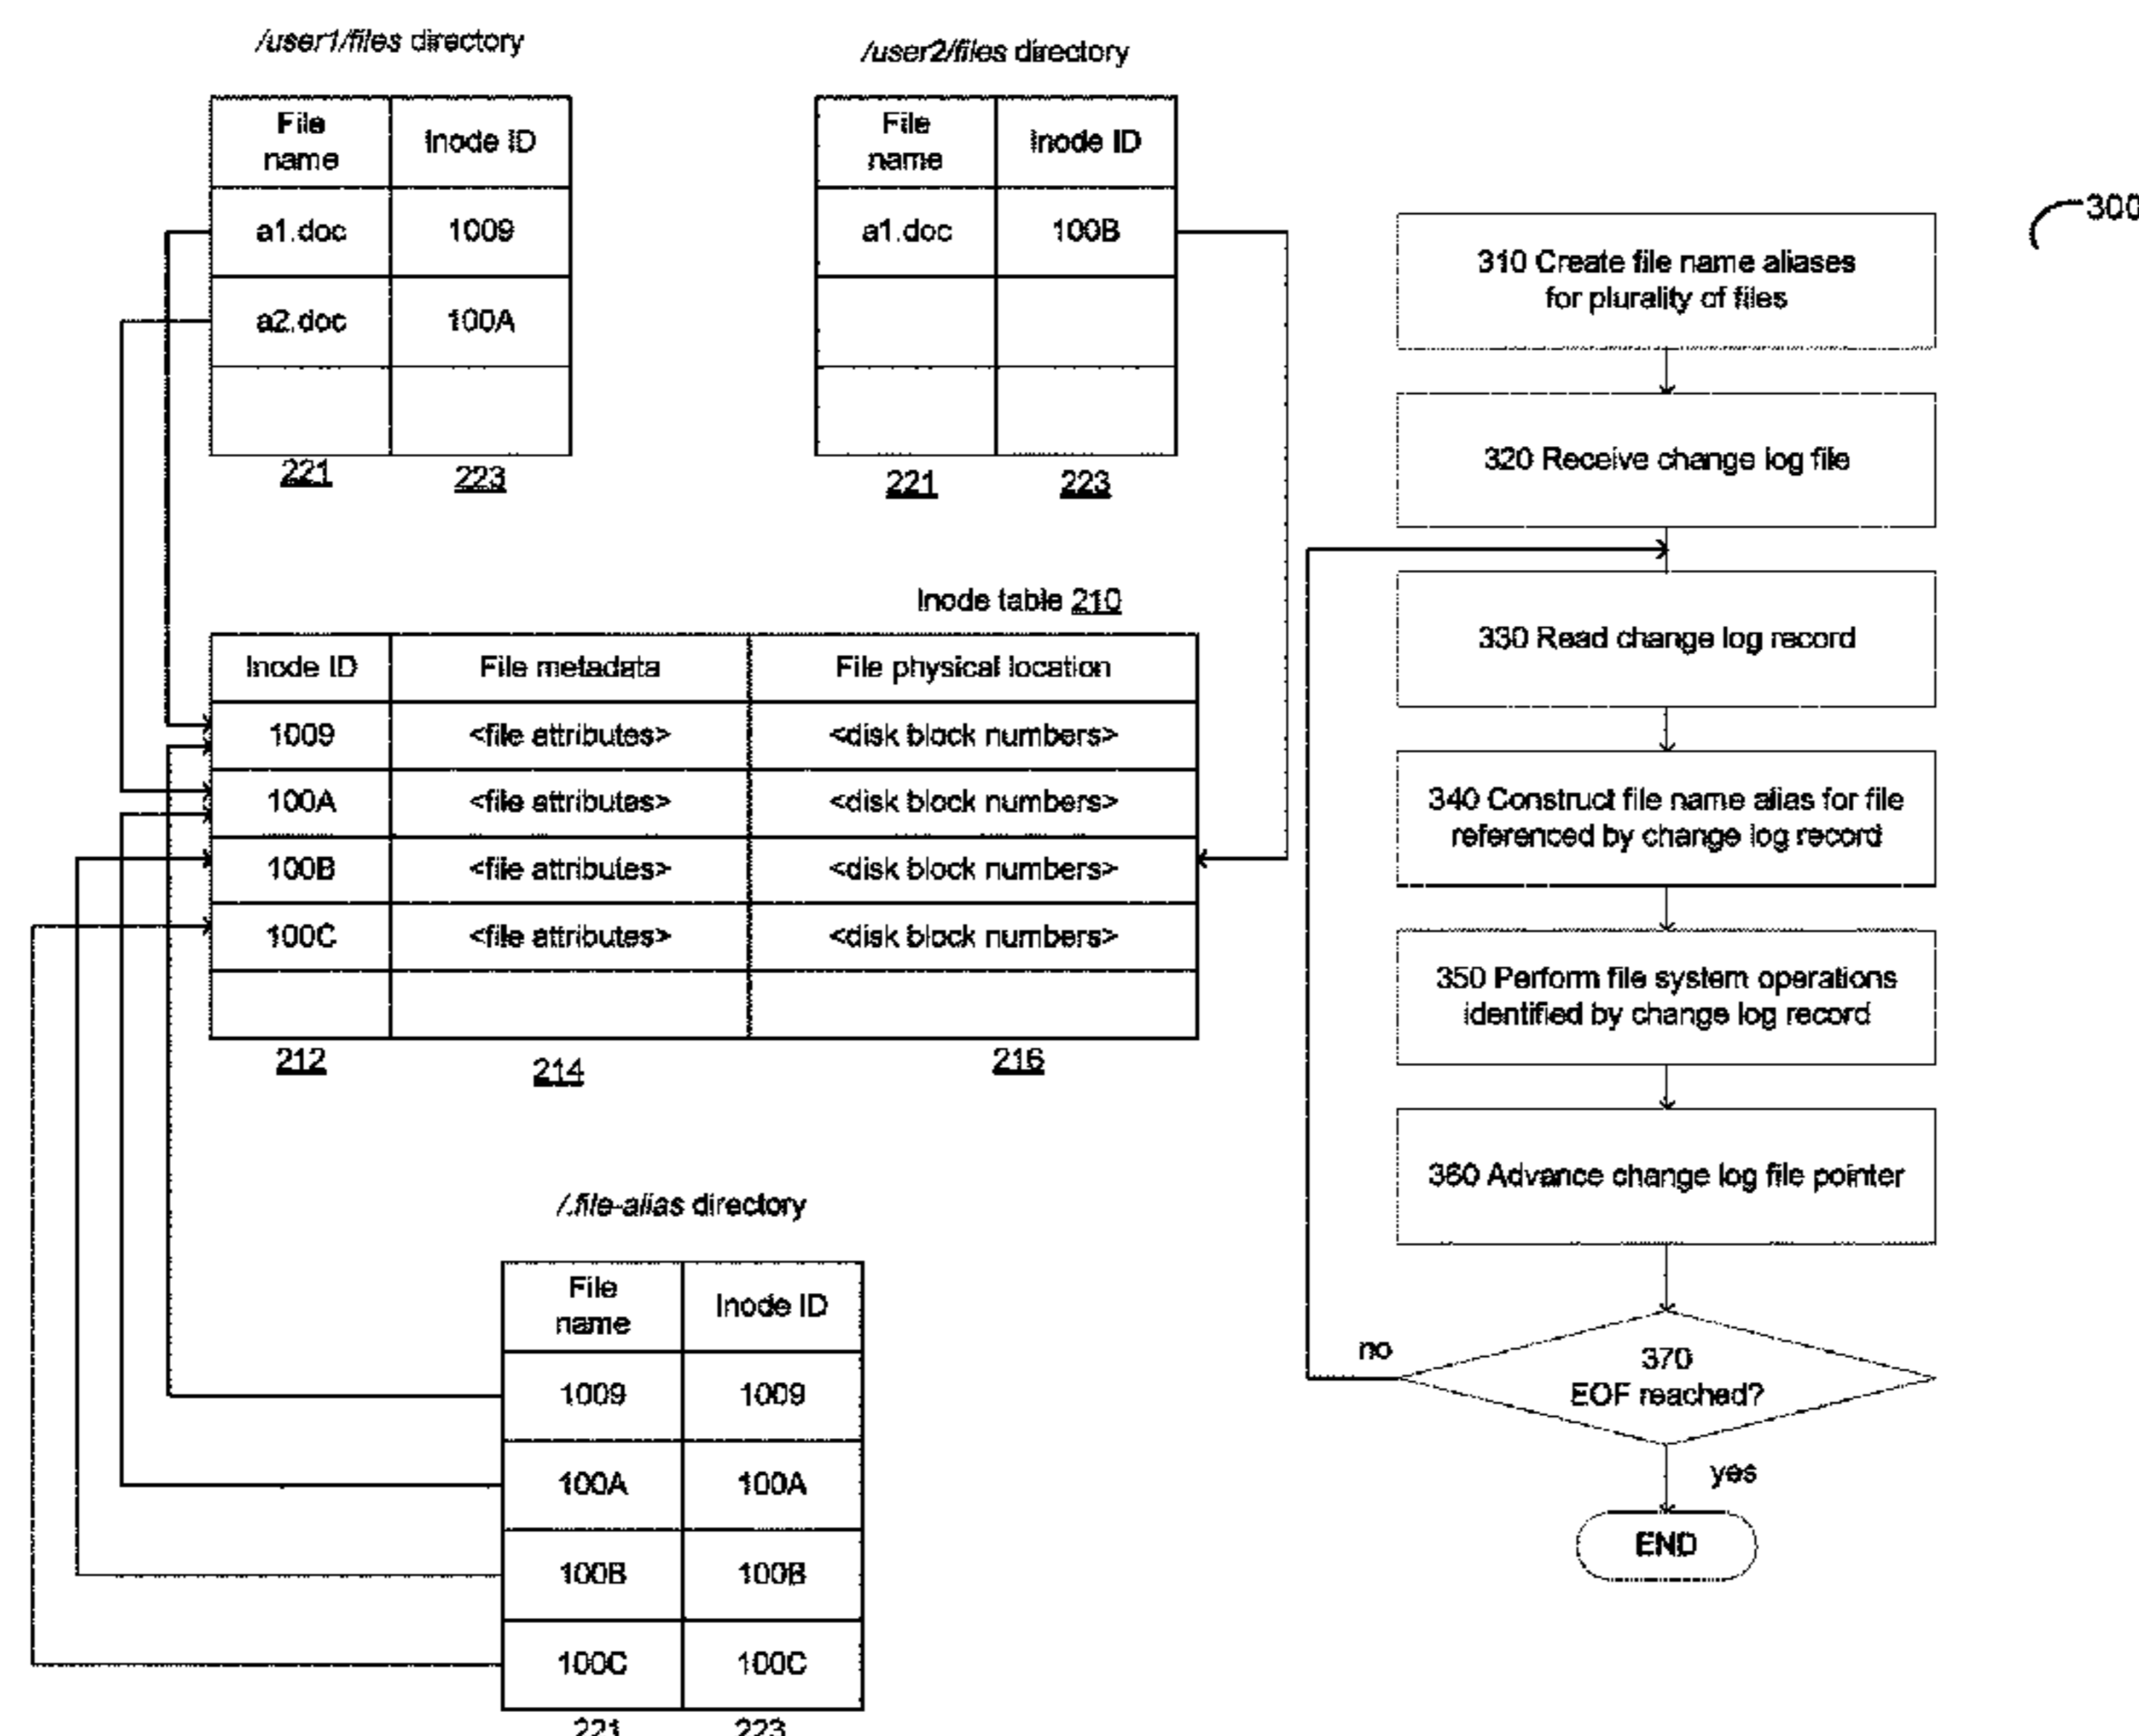 /user1/files directory
File
name
Inode ID
a1.doc
1009
a2.doc
100A
221
223
/user2/files directory
File
name
Inode ID
a1.doc
100B
221
223
Inode table 210
Inode ID
File metadata
File physical location
1009
<file attributes>
<disk block numbers>
100A
<file attributes>
<disk block numbers>
100B
<file attributes>
<disk block numbers>
100C
<file attributes>
<disk block numbers>
212
214
216
/.file-alias directory
File
name
Inode ID
1009
1009
100A
100A
100B
100B
100C
100C
221
223
300
310 Create file name aliases
for plurality of files
320 Receive change log file
330 Read change log record
340 Construct file name alias for file
referenced by change log record
350 Perform file system operations
identified by change log record
360 Advance change log file pointer
370
EOF reached?
no
yes
END